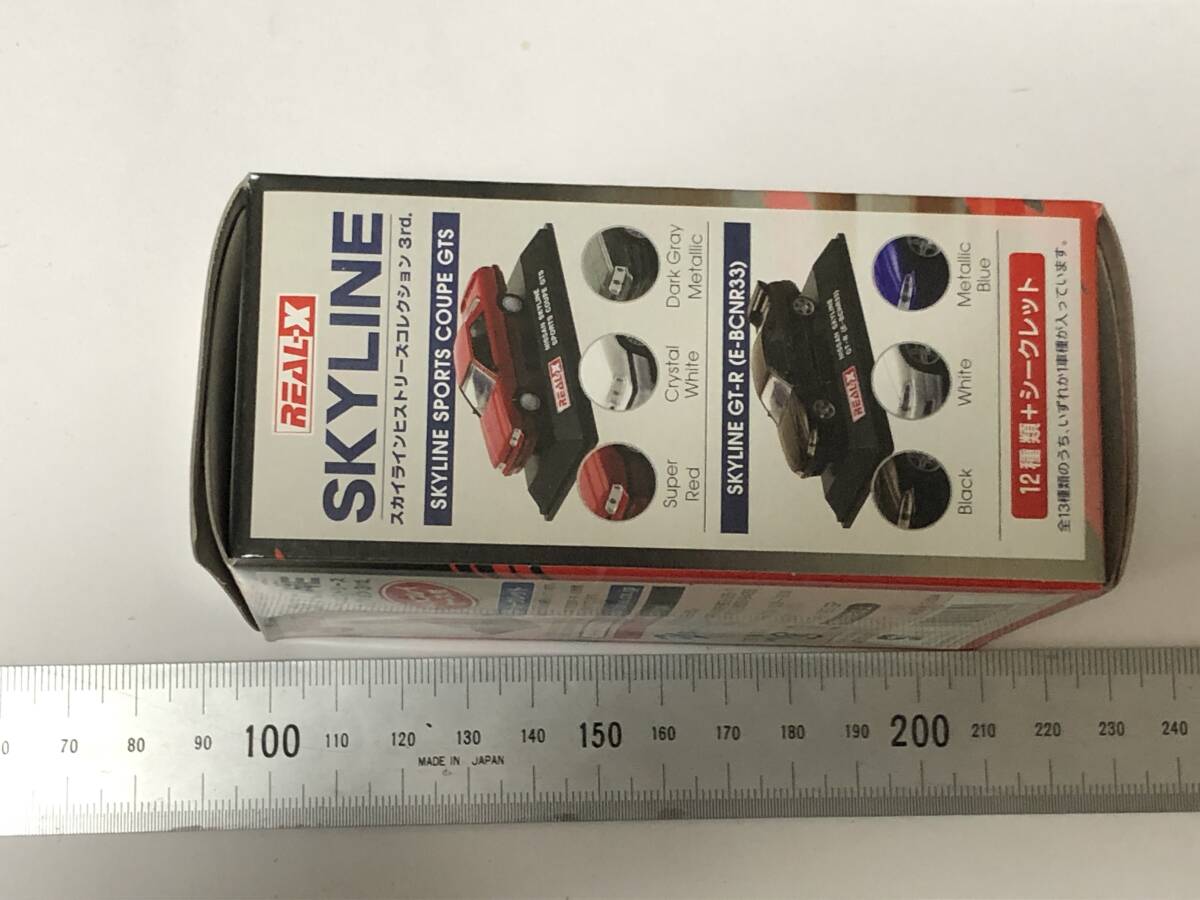 REAL-X
SKYLINE
スカイラインヒストリーズコレクション 3rd.
SKYLINE SPORTS COUPE GTS
NISSAN SKYLINE
SPORTS COUPE GTS
REAL-X
Super
Red
Crystal
White
Dark Gray
Metallic
SKYLINE GT-R (E-BCNR33)
NISSAN SKYLINE
GT-R (E-BCNR33)
REAL-X
Black
White
Metallic
Blue
12種類+シークレット
全13種類のうち、いずれか1車種が入っています。
70 80 90 100 110 120 130 140 150 160 170 180 190 200 210 220 230 240
MADE IN JAPAN